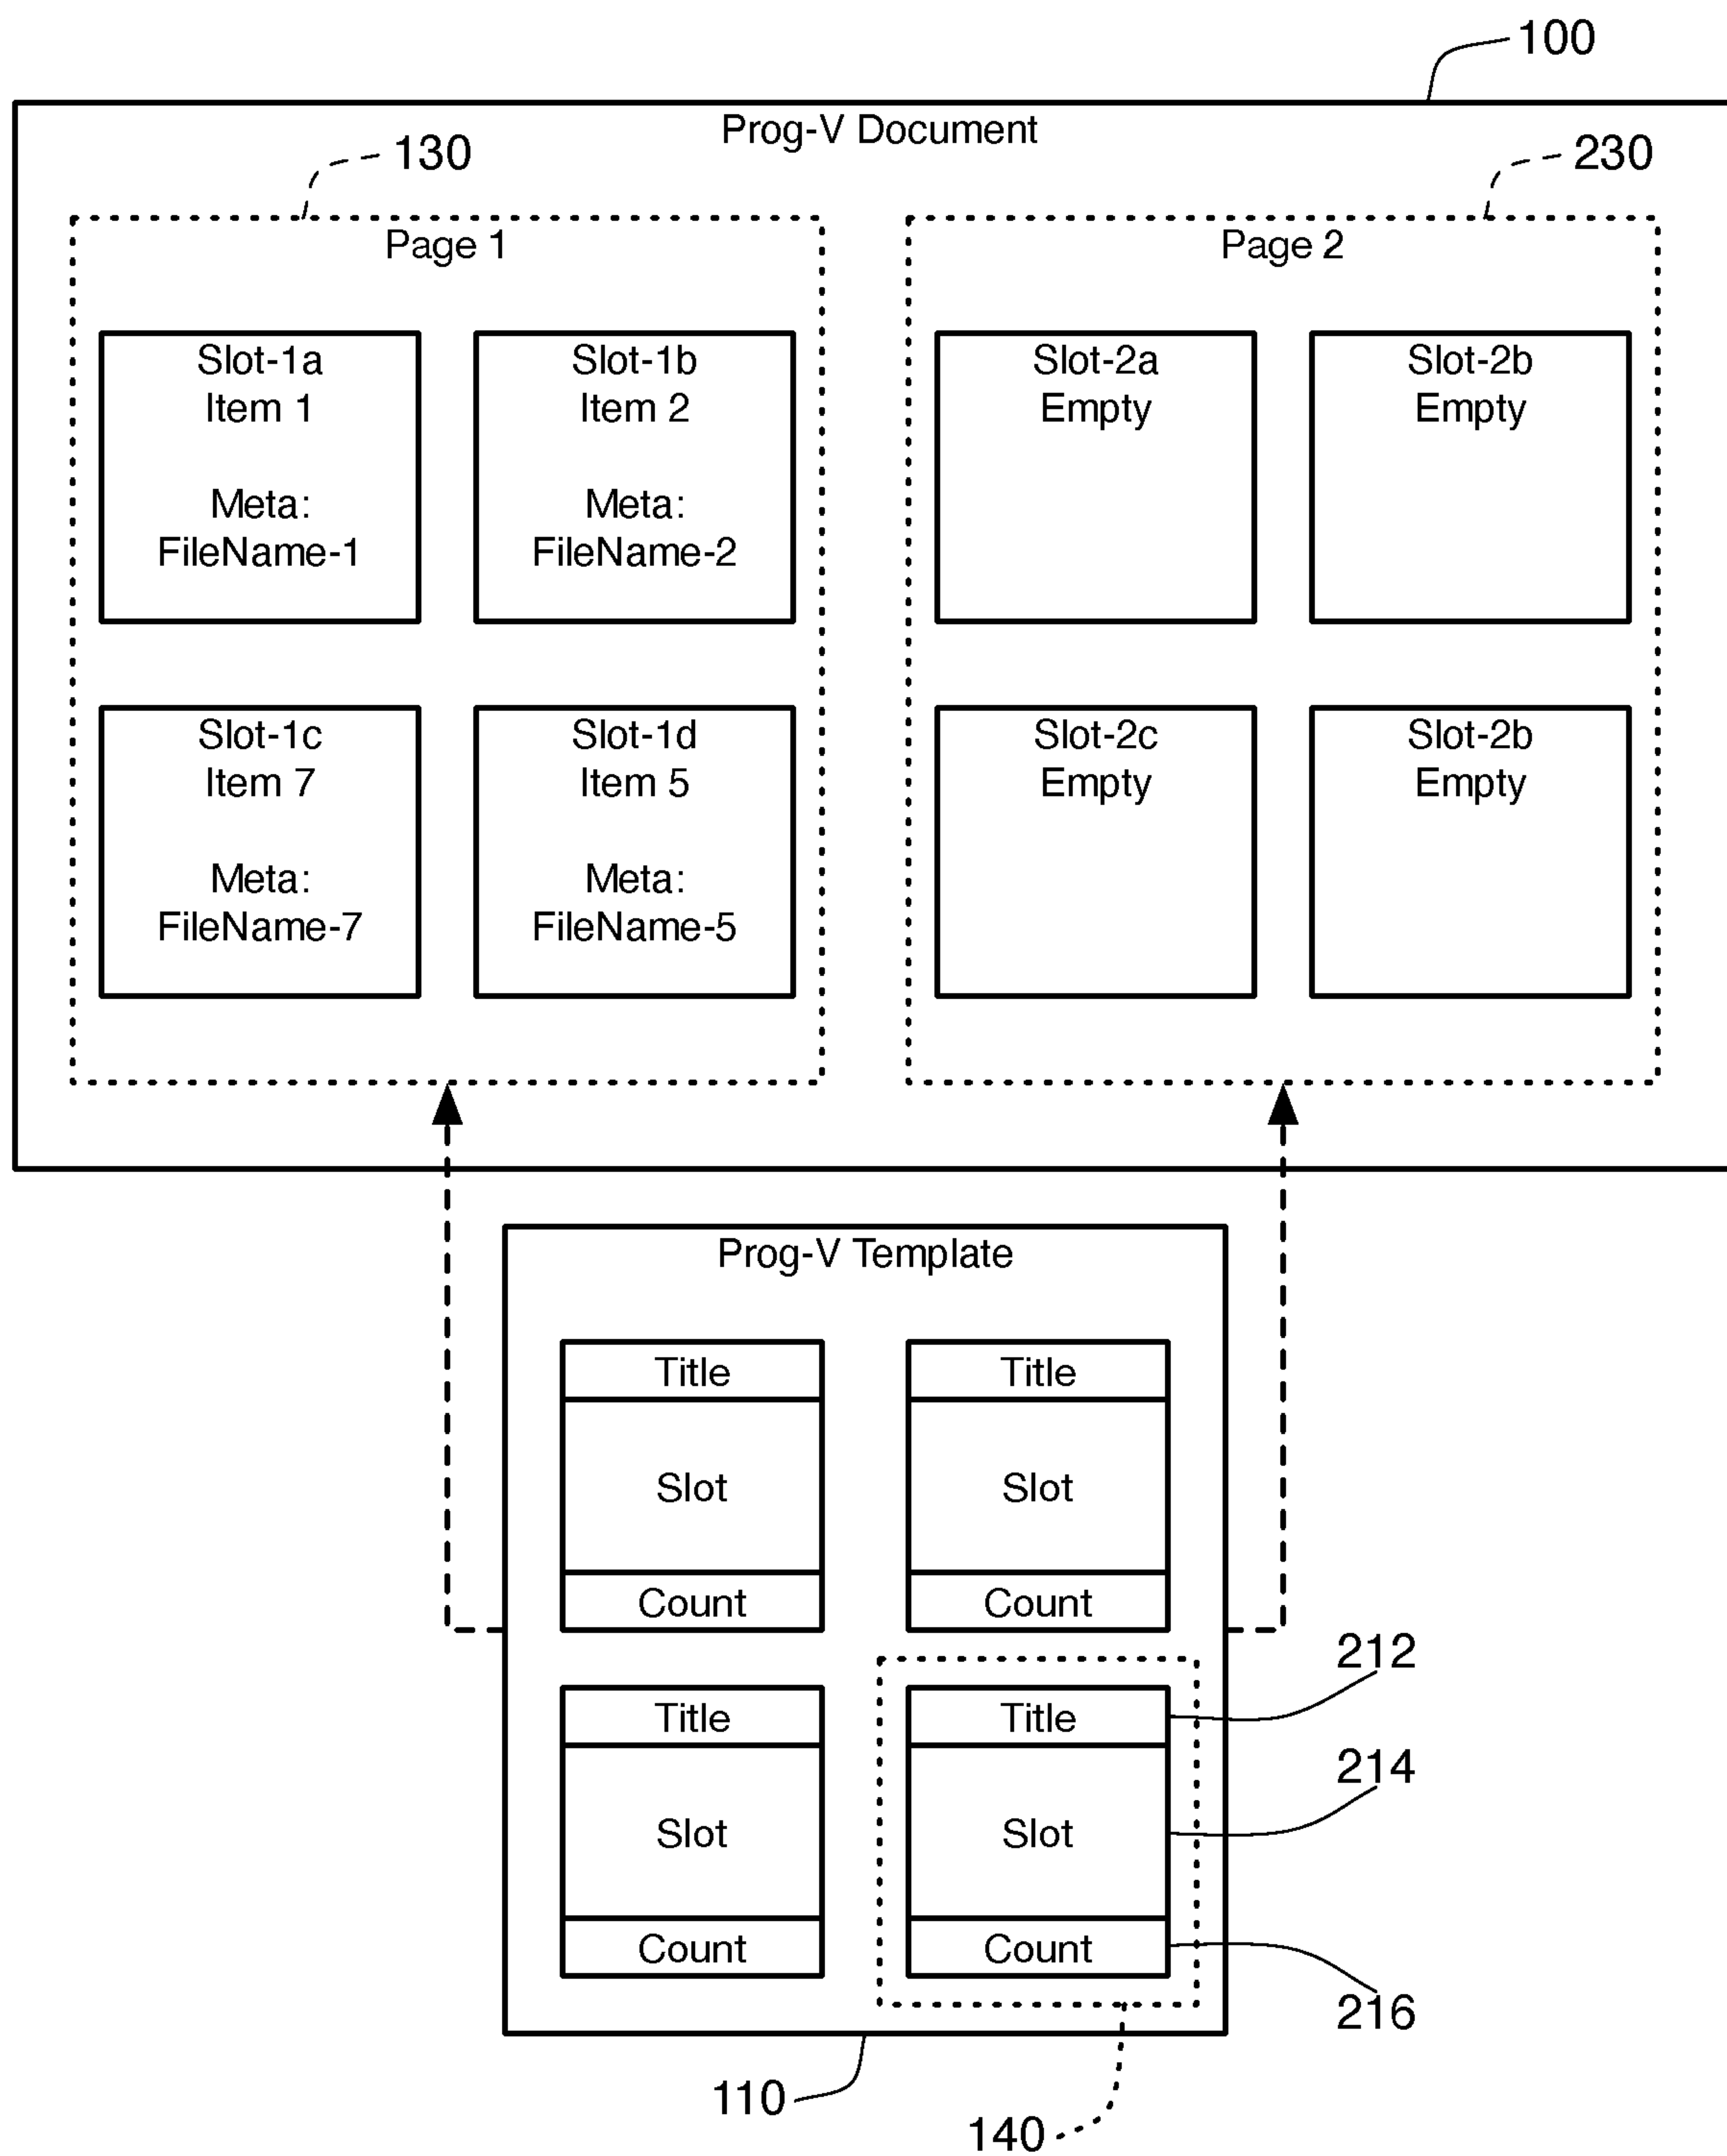 100
Prog-V Document
130
230
Page 1
Page 2
Slot-1a
Item 1
Meta:
FileName-1
Slot-1b
Item 2
Meta:
FileName-2
Slot-2a
Empty
Slot-2b
Empty
Slot-1c
Item 7
Meta:
FileName-7
Slot-1d
Item 5
Meta:
FileName-5
Slot-2c
Empty
Slot-2b
Empty
Prog-V Template
Title
Slot
Count
Title
Slot
Count
Title
Slot
Count
Title
Slot
Count
212
214
216
110
140